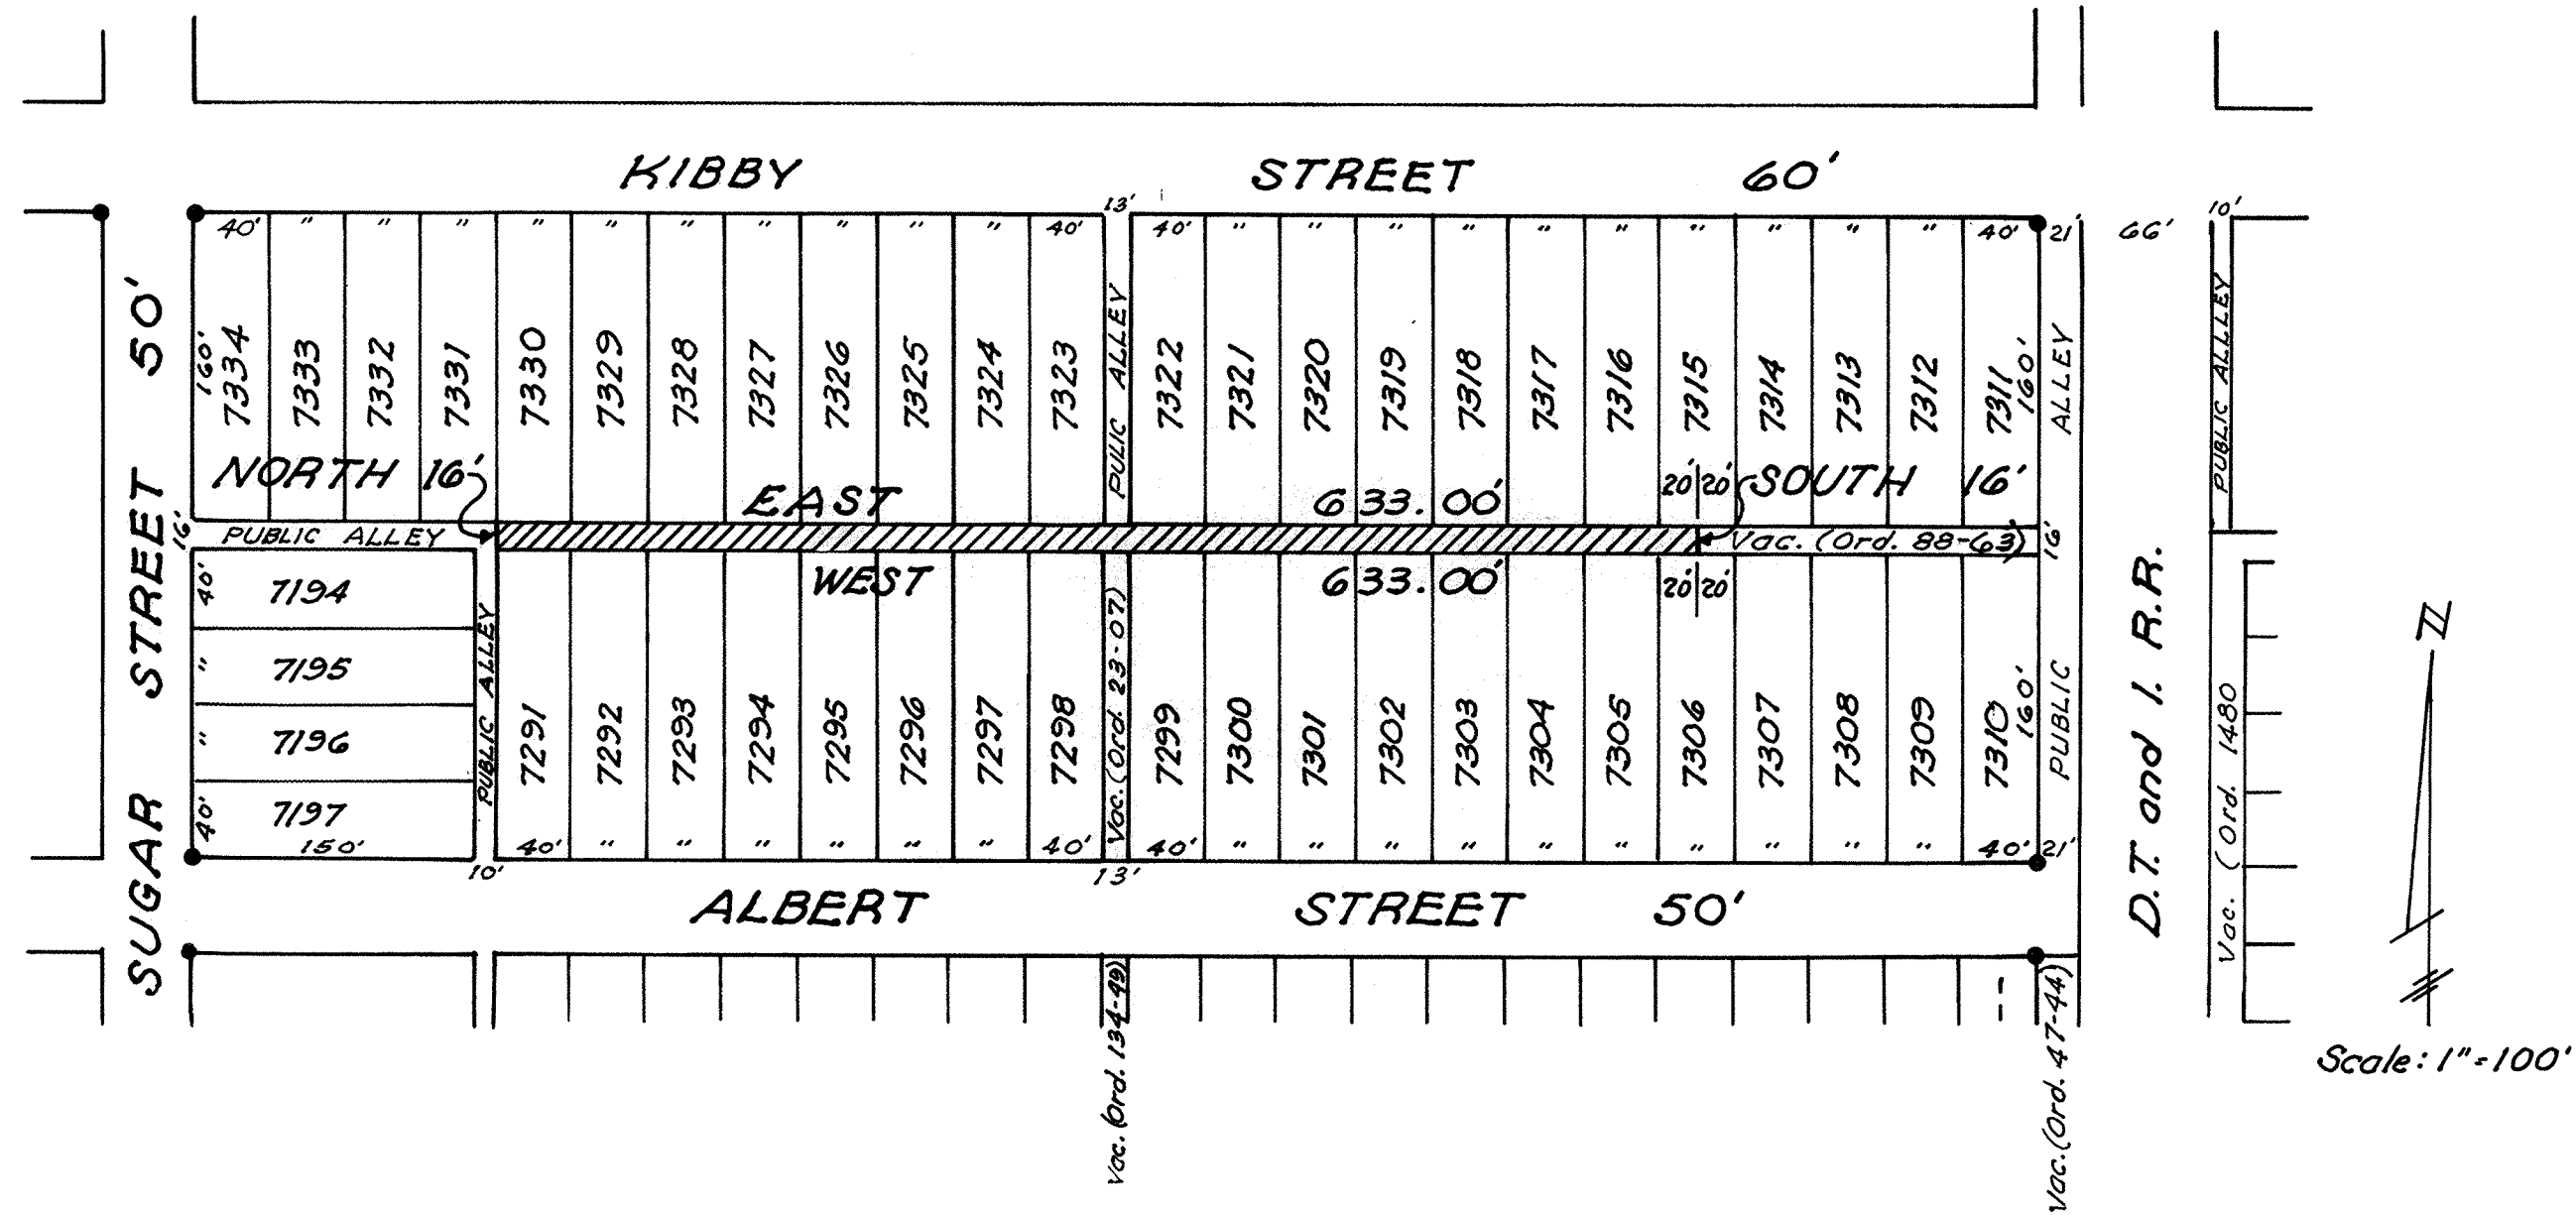 KIBBY STREET 60'
13'
10'
40' " " " " " " " " " " 40' 40' " " " " " " " " " " 40' 21' 66'
SUGAR STREET 50'
160'
7334 7333 7332 7331 7330 7329 7328 7327 7326 7325 7324 7323
PULIC ALLEY
7322 7321 7320 7319 7318 7317 7316 7315 7314 7313 7312 7311
160'
ALLEY
PUBLIC ALLEY
NORTH 16' EAST 633.00' 20' 20' SOUTH 16'
16' PUBLIC ALLEY Vac. (Ord. 88-63) 16'
WEST 633.00' 20' 20'
40' 7194
" 7195
" 7196
40' 7197
150'
PUBLIC ALLEY
7291 7292 7293 7294 7295 7296 7297 7298
Vac. (Ord. 23-07)
7299 7300 7301 7302 7303 7304 7305 7306 7307 7308 7309 7310
160'
PUBLIC
D.T. and I. R.R.
Vac. (Ord. 1480
N
40' " " " " " " 40' 40' " " " " " " " " " " 40' 21'
10' 13'
ALBERT STREET 50'
Vac. (Ord. 134-49)
Vac. (Ord. 47-44)
Scale: 1"=100'